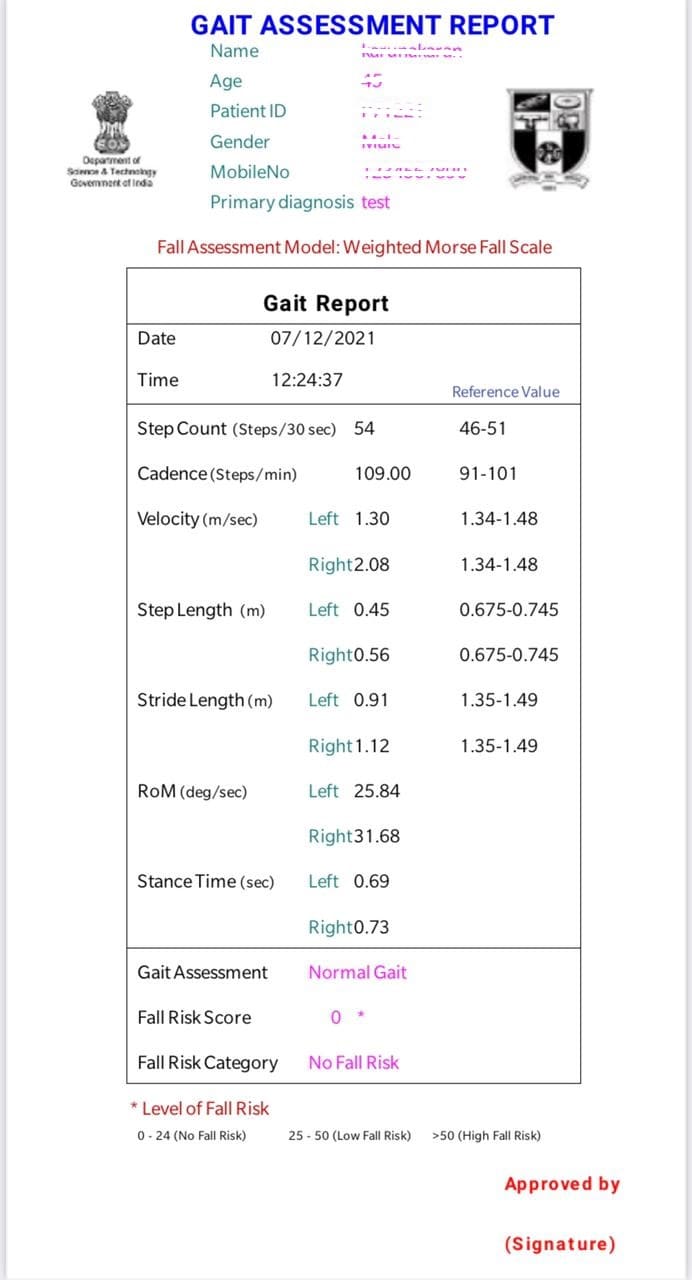 GAIT ASSESSMENT REPORT
Name
Age 45
Patient ID
Gender Male
MobileNo
Primary diagnosis test
Department of
Science & Technology
Government of India
Fall Assessment Model: Weighted Morse Fall Scale
Gait Report
Date 07/12/2021
Time 12:24:37
Reference Value
Step Count (Steps/30 sec) 54 46-51
Cadence (Steps/min) 109.00 91-101
Velocity (m/sec) Left 1.30 1.34-1.48
Right 2.08 1.34-1.48
Step Length (m) Left 0.45 0.675-0.745
Right 0.56 0.675-0.745
Stride Length (m) Left 0.91 1.35-1.49
Right 1.12 1.35-1.49
RoM (deg/sec) Left 25.84
Right 31.68
Stance Time (sec) Left 0.69
Right 0.73
Gait Assessment Normal Gait
Fall Risk Score 0 *
Fall Risk Category No Fall Risk
* Level of Fall Risk
0 - 24 (No Fall Risk) 25 - 50 (Low Fall Risk) >50 (High Fall Risk)
Approved by
(Signature)